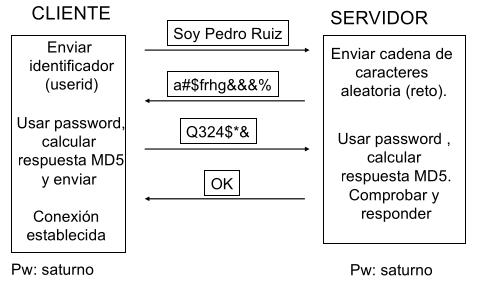 CLIENTE
SERVIDOR
Enviar
identificador
(userid)
Soy Pedro Ruiz
Enviar cadena de
caracteres
aleatoria (reto).
a#$frhg&&&%
Usar password,
calcular
respuesta MD5
y enviar
Q324$*&
Usar password ,
calcular
respuesta MD5.
Comprobar y
responder
OK
Conexión
establecida
Pw: saturno
Pw: saturno